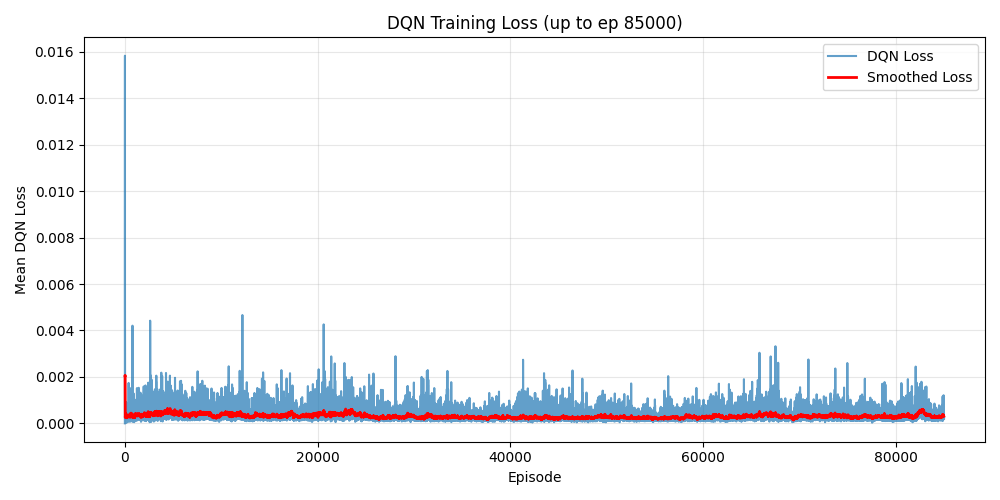 DQN Training Loss (up to ep 85000)
DQN Loss
Smoothed Loss
Mean DQN Loss
0.016
0.014
0.012
0.010
0.008
0.006
0.004
0.002
0.000
0
20000
40000
60000
80000
Episode